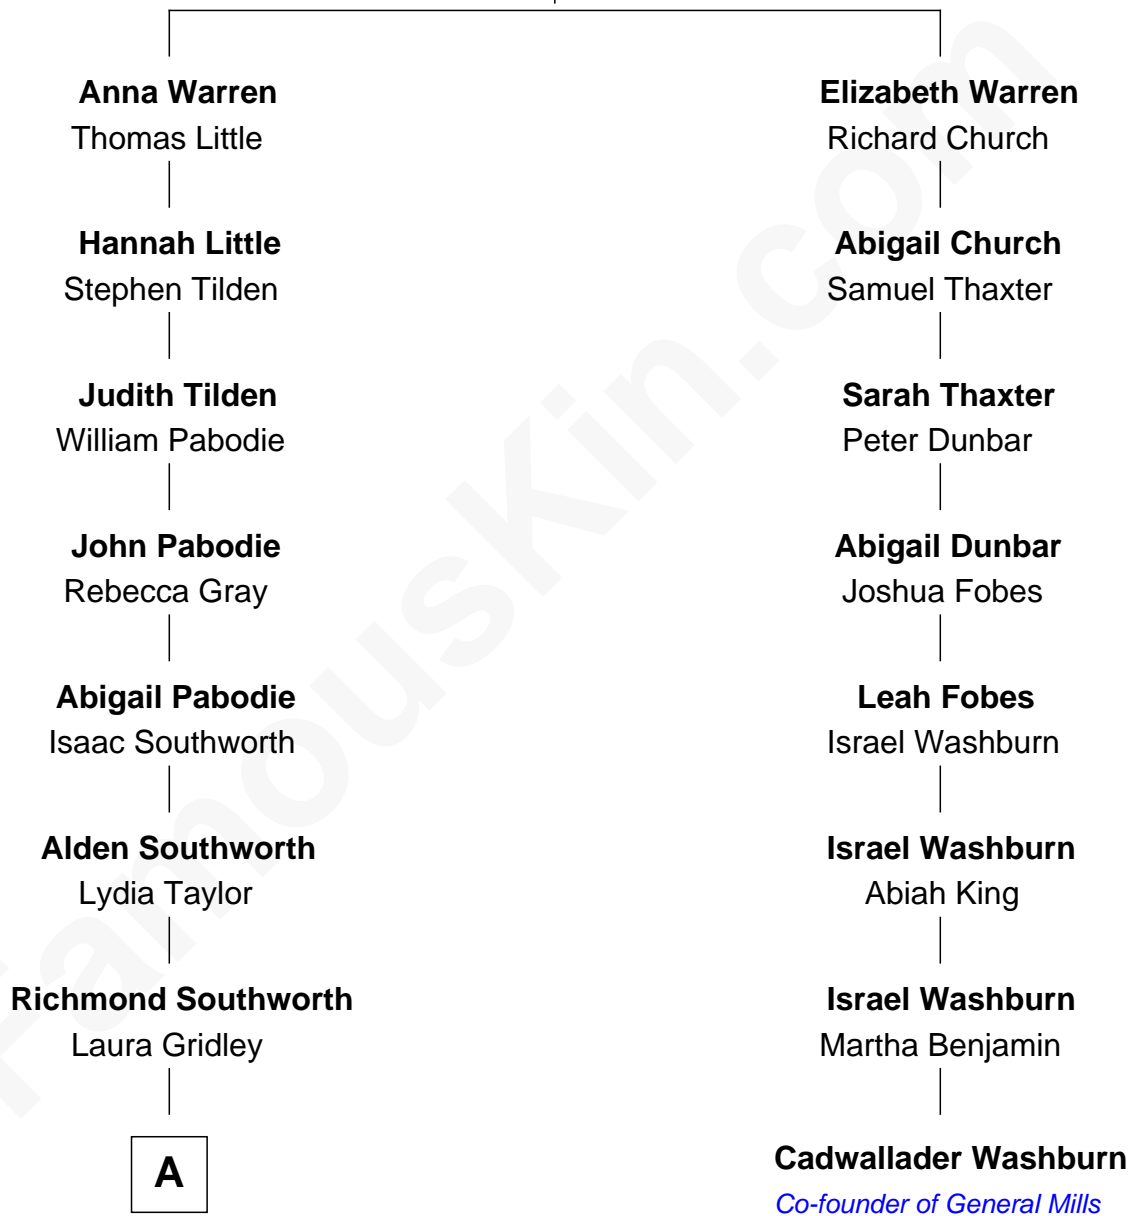 Anna Warren
Thomas Little
Hannah Little
Stephen Tilden
Judith Tilden
William Pabodie
John Pabodie
Rebecca Gray
Abigail Pabodie
Isaac Southworth
Alden Southworth
Lydia Taylor
Richmond Southworth
Laura Gridley
A
Elizabeth Warren
Richard Church
Abigail Church
Samuel Thaxter
Sarah Thaxter
Peter Dunbar
Abigail Dunbar
Joshua Fobes
Leah Fobes
Israel Washburn
Israel Washburn
Abiah King
Israel Washburn
Martha Benjamin
Cadwallader Washburn
Co-founder of General Mills
FamousKin.com